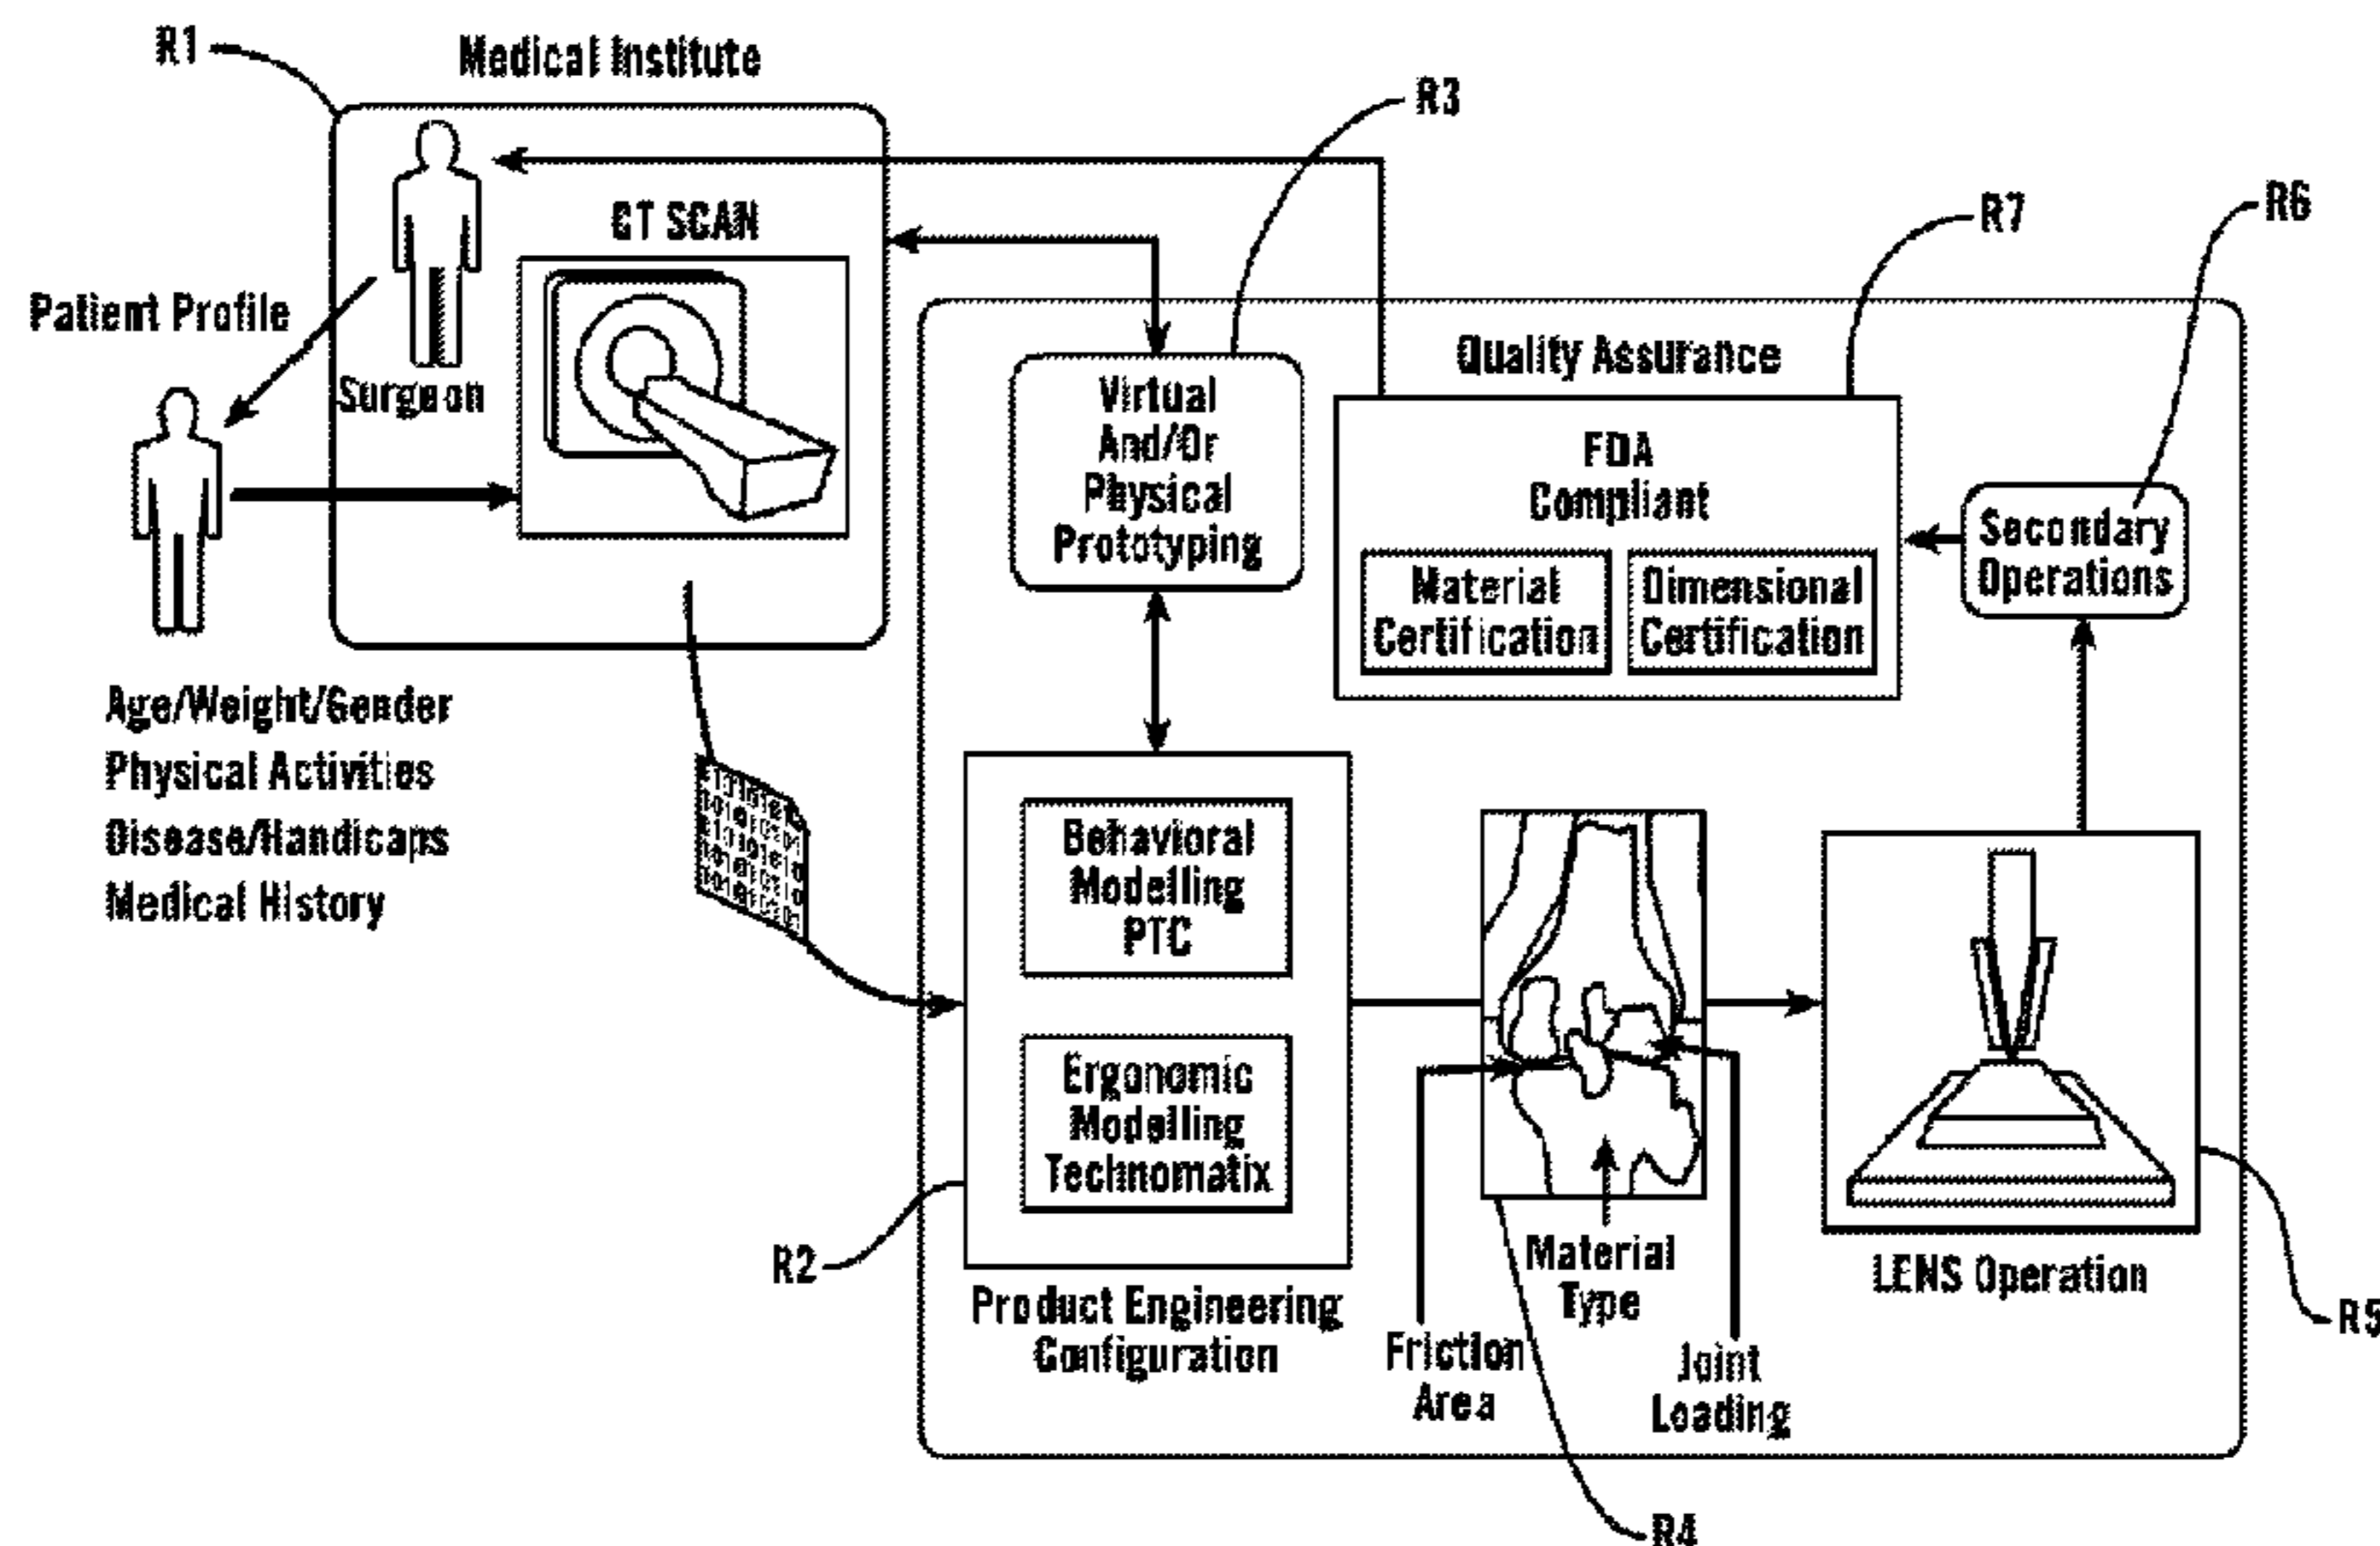 R1
Medical Institute
R3
R6
R7
CT SCAN
Patient Profile
Surgeon
Quality Assurance
Virtual
And/Or
Physical
Prototyping
FDA
Compliant
Material
Certification
Dimensional
Certification
Secondary
Operations
Age/Weight/Gender
Physical Activities
Disease/Handicaps
Medical History
Behavioral
Modelling
PTC
Ergonomic
Modelling
Technomatix
R2
Product Engineering
Configuration
Material
Type
Friction
Area
Joint
Loading
LENS Operation
R5
R4